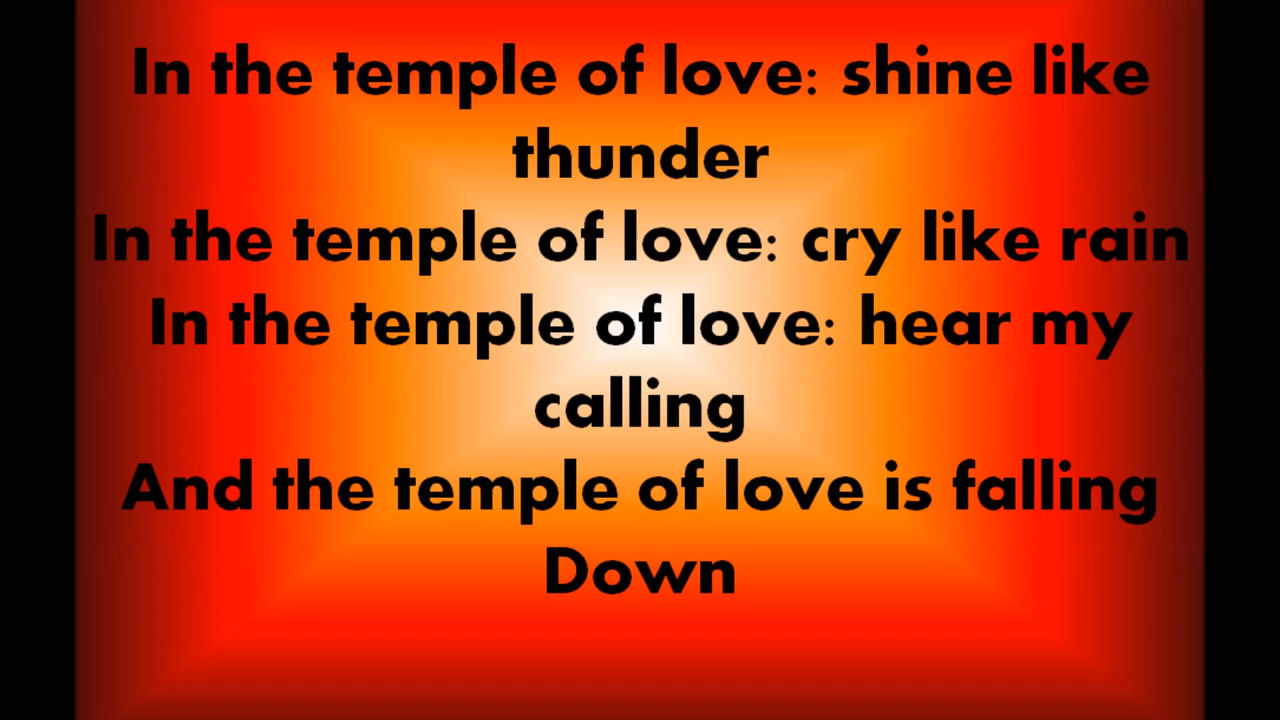 In the temple of love: shine like
thunder
In the temple of love: cry like rain
In the temple of love: hear my
calling
And the temple of love is falling
Down